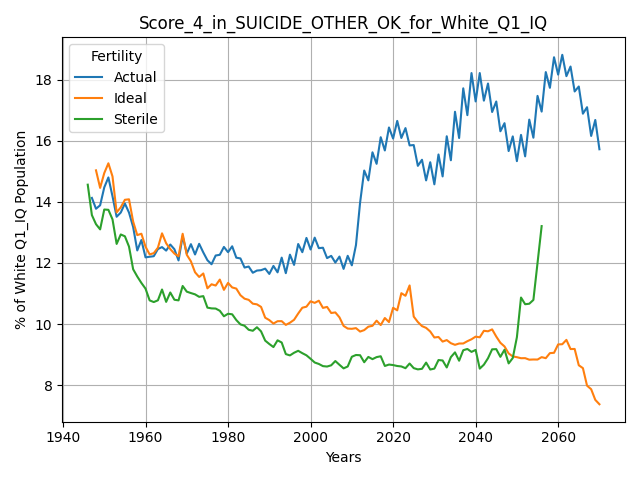 Score_4_in_SUICIDE_OTHER_OK_for_White_Q1_IQ
Fertility
Actual
Ideal
Sterile
% of White Q1_IQ Population
18
16
14
12
10
8
1940 1960 1980 2000 2020 2040 2060
Years